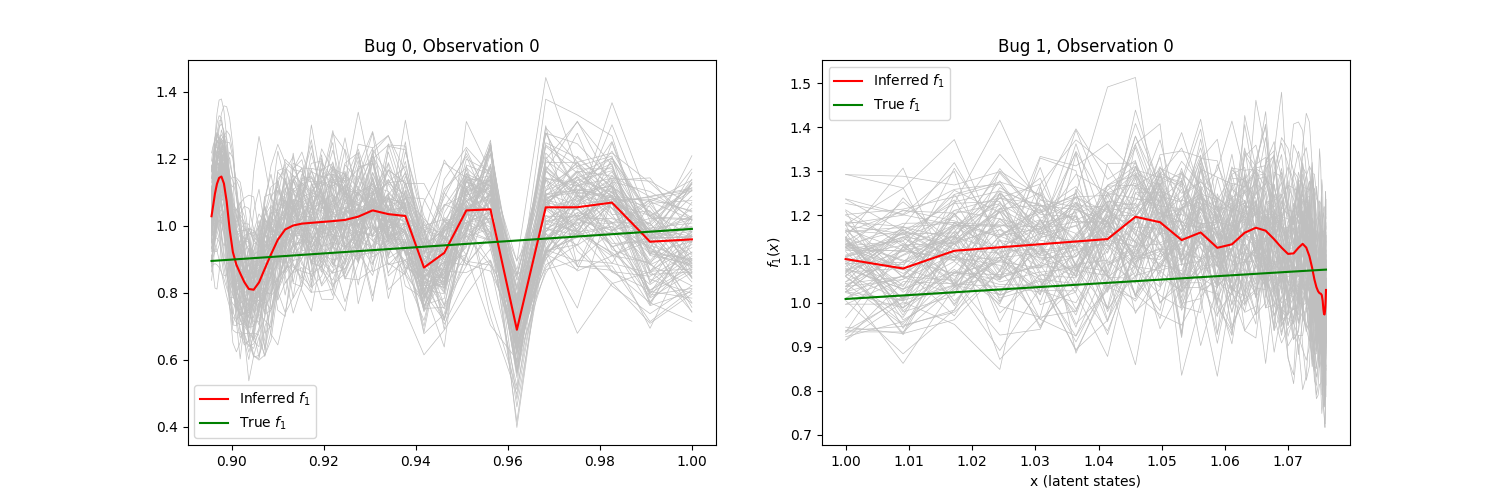 Bug 0, Observation 0
1.4
1.2
1.0
0.8
0.6
0.4
Inferred f₁
True f₁
0.90 0.92 0.94 0.96 0.98 1.00
Bug 1, Observation 0
Inferred f₁
True f₁
1.5
1.4
1.3
1.2
1.1
1.0
0.9
0.8
0.7
f₁(x)
1.00 1.01 1.02 1.03 1.04 1.05 1.06 1.07
x (latent states)